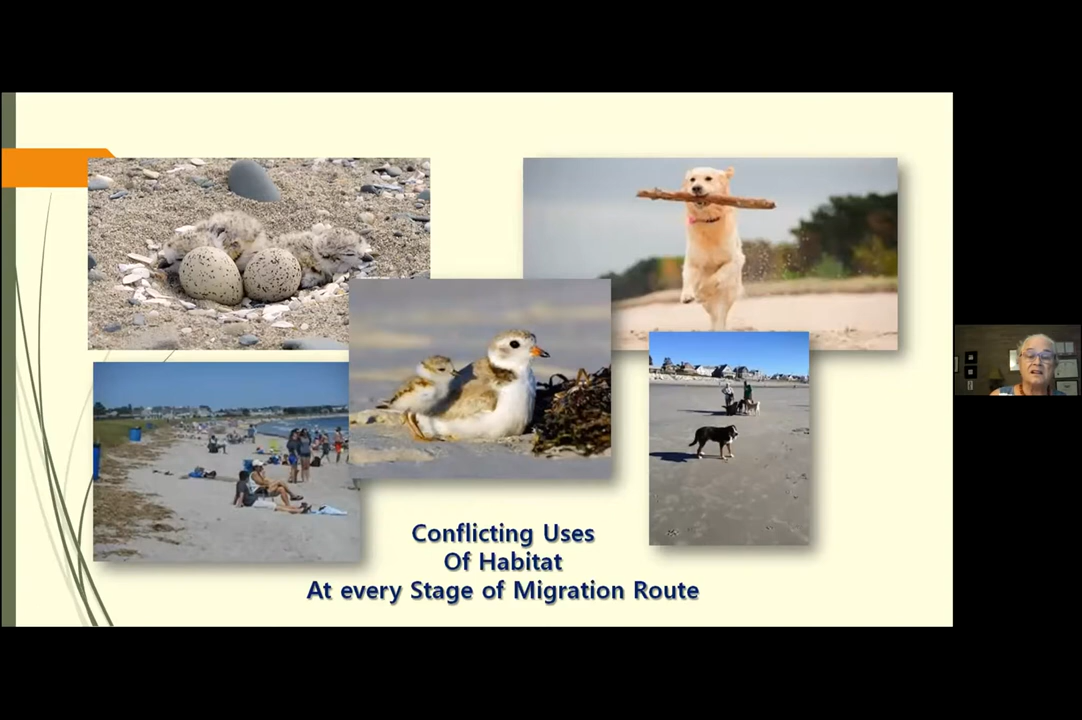 Conflicting Uses
Of Habitat
At every Stage of Migration Route